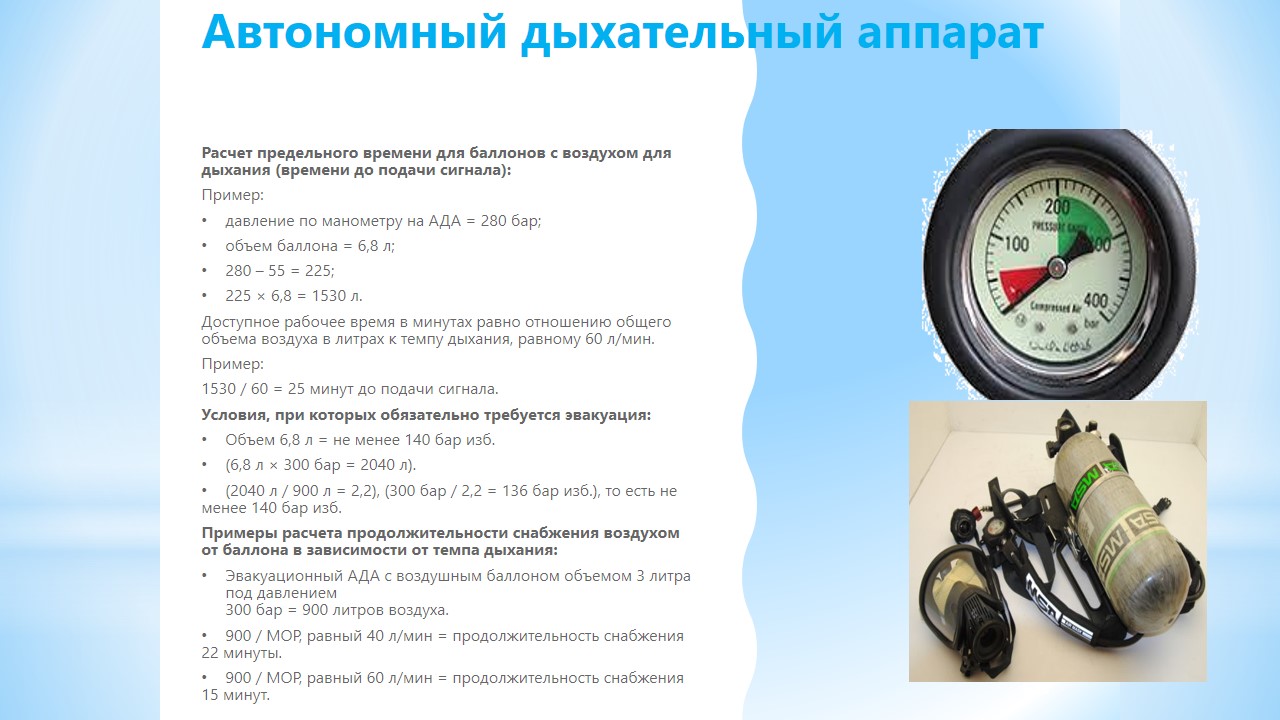 Автономный дыхательный аппарат
Расчет предельного времени для баллонов с воздухом для
дыхания (времени до подачи сигнала):
Пример:
• давление по манометру на АДА = 280 бар;
• объем баллона = 6,8 л;
• 280 – 55 = 225;
• 225 × 6,8 = 1530 л.
Доступное рабочее время в минутах равно отношению общего
объема воздуха в литрах к темпу дыхания, равному 60 л/мин.
Пример:
1530 / 60 = 25 минут до подачи сигнала.
Условия, при которых обязательно требуется эвакуация:
• Объем 6,8 л = не менее 140 бар изб.
• (6,8 л × 300 бар = 2040 л).
• (2040 л / 900 л = 2,2), (300 бар / 2,2 = 136 бар изб.), то есть не
менее 140 бар изб.
Примеры расчета продолжительности снабжения воздухом
от баллона в зависимости от темпа дыхания:
• Эвакуационный АДА с воздушным баллоном объемом 3 литра
под давлением
300 бар = 900 литров воздуха.
• 900 / МОР, равный 40 л/мин = продолжительность снабжения
22 минуты.
• 900 / МОР, равный 60 л/мин = продолжительность снабжения
15 минут.
200
PRESSURE GAUGE
100
400
Compressed Air
bar
MSA
MSA
MSA